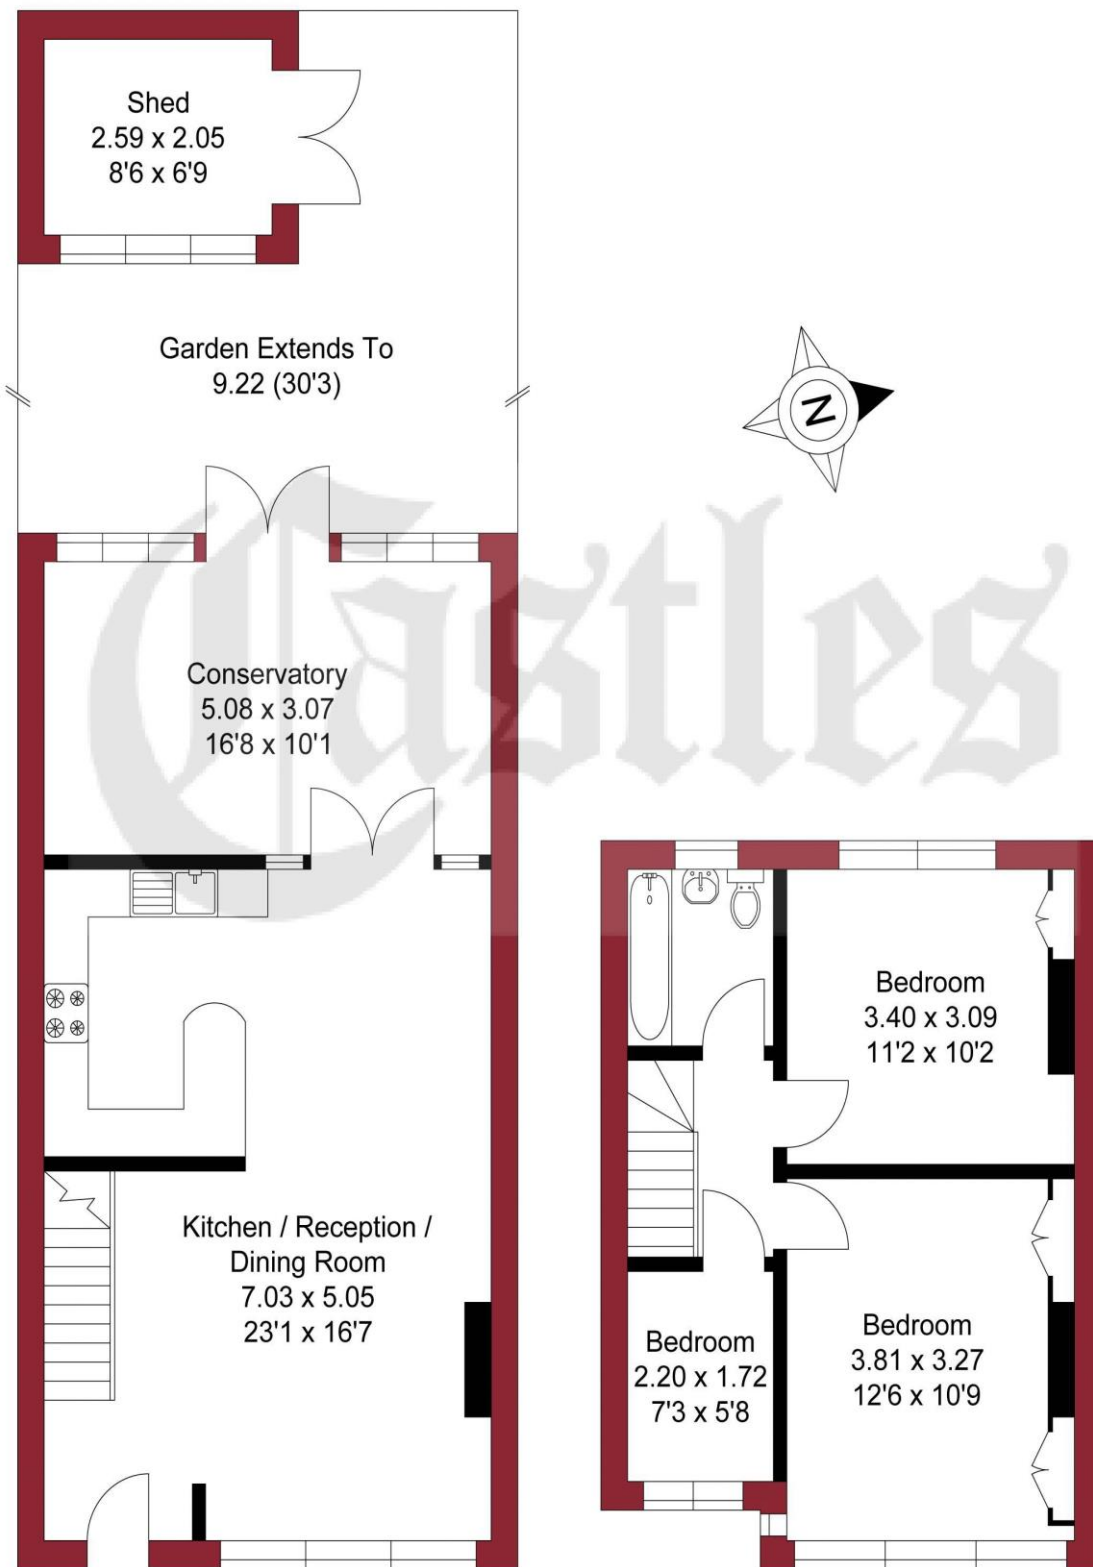 Shed
2.59 x 2.05
8'6 x 6'9
Garden Extends To
9.22 (30'3)
N
Castles
Conservatory
5.08 x 3.07
16'8 x 10'1
Bedroom
3.40 x 3.09
11'2 x 10'2
Kitchen / Reception /
Dining Room
7.03 x 5.05
23'1 x 16'7
Bedroom
2.20 x 1.72
7'3 x 5'8
Bedroom
3.81 x 3.27
12'6 x 10'9